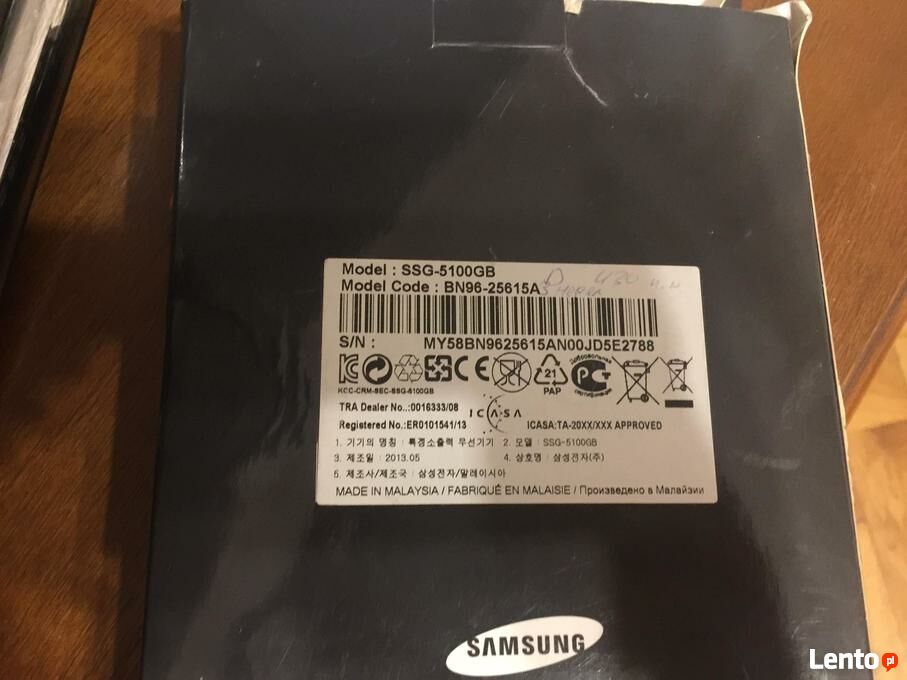 Model : SSG-5100GB
Model Code : BN96-25615A
S/N : MY58BN9625615AN00JD5E2788
KCC-CRM-SEC-SSG-5100GB
CE
21
PAP
Добровольная
сертификация
TRA Dealer No.:0016333/08
ICASA
Registered No.:ER0101541/13
ICASA:TA-20XX/XXX APPROVED
1. 기기의 명칭 : 특정소출력 무선기기 2. 모델 : SSG-5100GB
3. 제조일 : 2013.05 4. 상호명 : 삼성전자(주)
5. 제조사/제조국 : 삼성전자/말레이시아
MADE IN MALAYSIA / FABRIQUÉ EN MALAISIE / Произведено в Малайзии
SAMSUNG
Lento pl